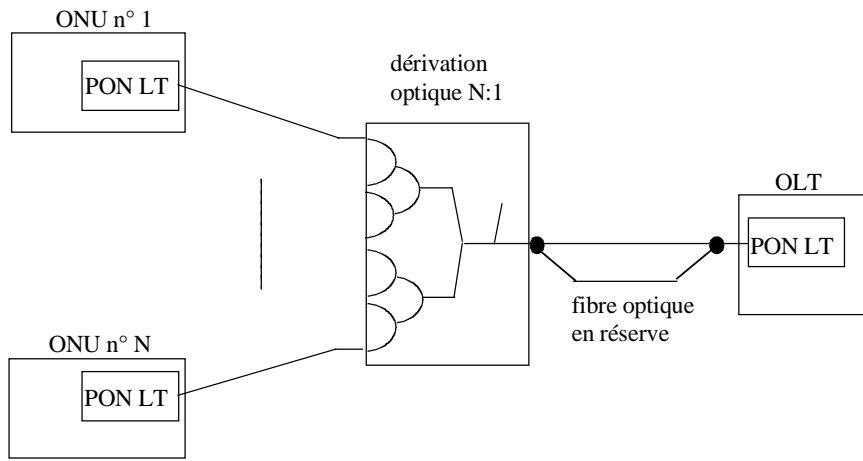 ONU n° 1
PON LT
dérivation
optique N:1
OLT
PON LT
fibre optique
en réserve
ONU n° N
PON LT